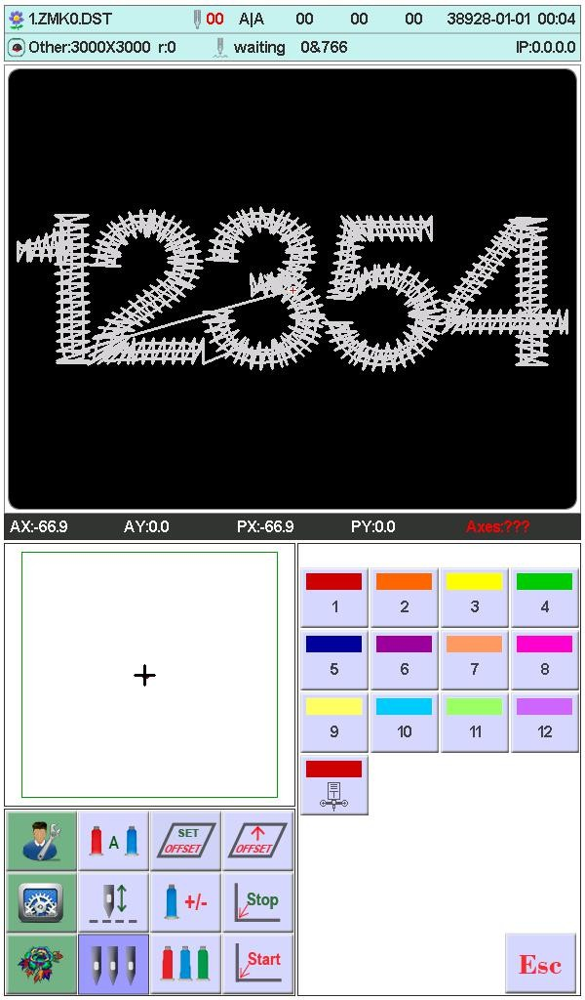 1.ZMK0.DST 00 A|A 00 00 00 38928-01-01 00:04
Other:3000X3000 r:0 waiting 0&766 IP:0.0.0.0
12354
AX:-66.9 AY:0.0 PX:-66.9 PY:0.0 Axes:???
1 2 3 4
5 6 7 8
9 10 11 12
A SET OFFSET OFFSET
+/- Stop
Start
Esc